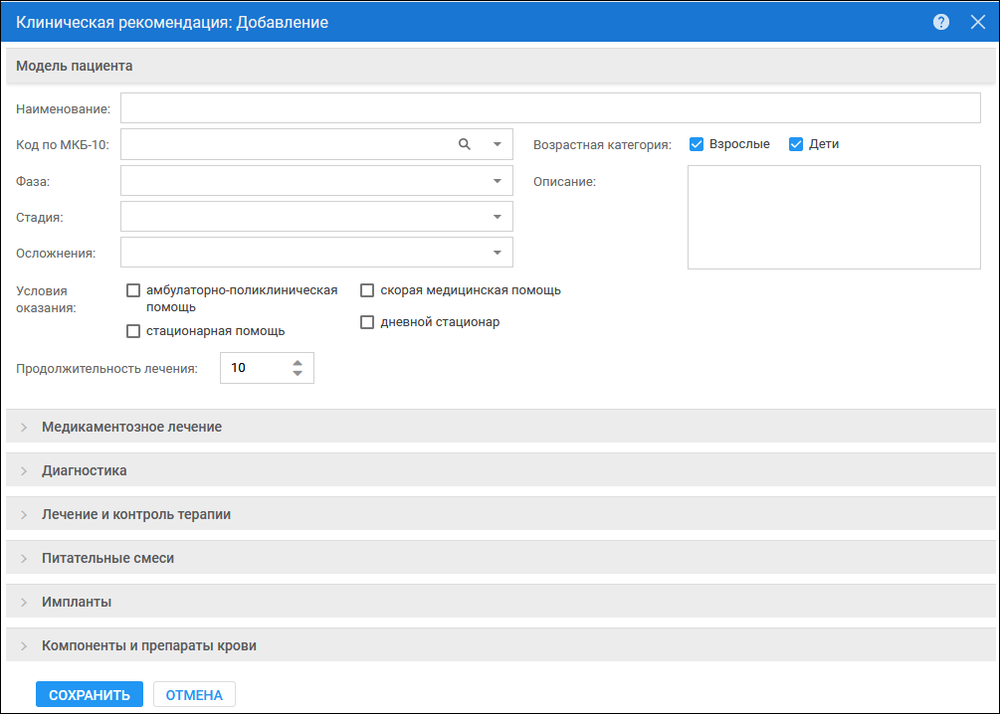 Клиническая рекомендация: Добавление
Модель пациента
Наименование:
Код по МКБ-10:
Возрастная категория: Взрослые Дети
Фаза:
Описание:
Стадия:
Осложнения:
Условия
оказания:
амбулаторно-поликлиническая
помощь
скорая медицинская помощь
стационарная помощь
дневной стационар
Продолжительность лечения: 10
Медикаментозное лечение
Диагностика
Лечение и контроль терапии
Питательные смеси
Импланты
Компоненты и препараты крови
СОХРАНИТЬ ОТМЕНА